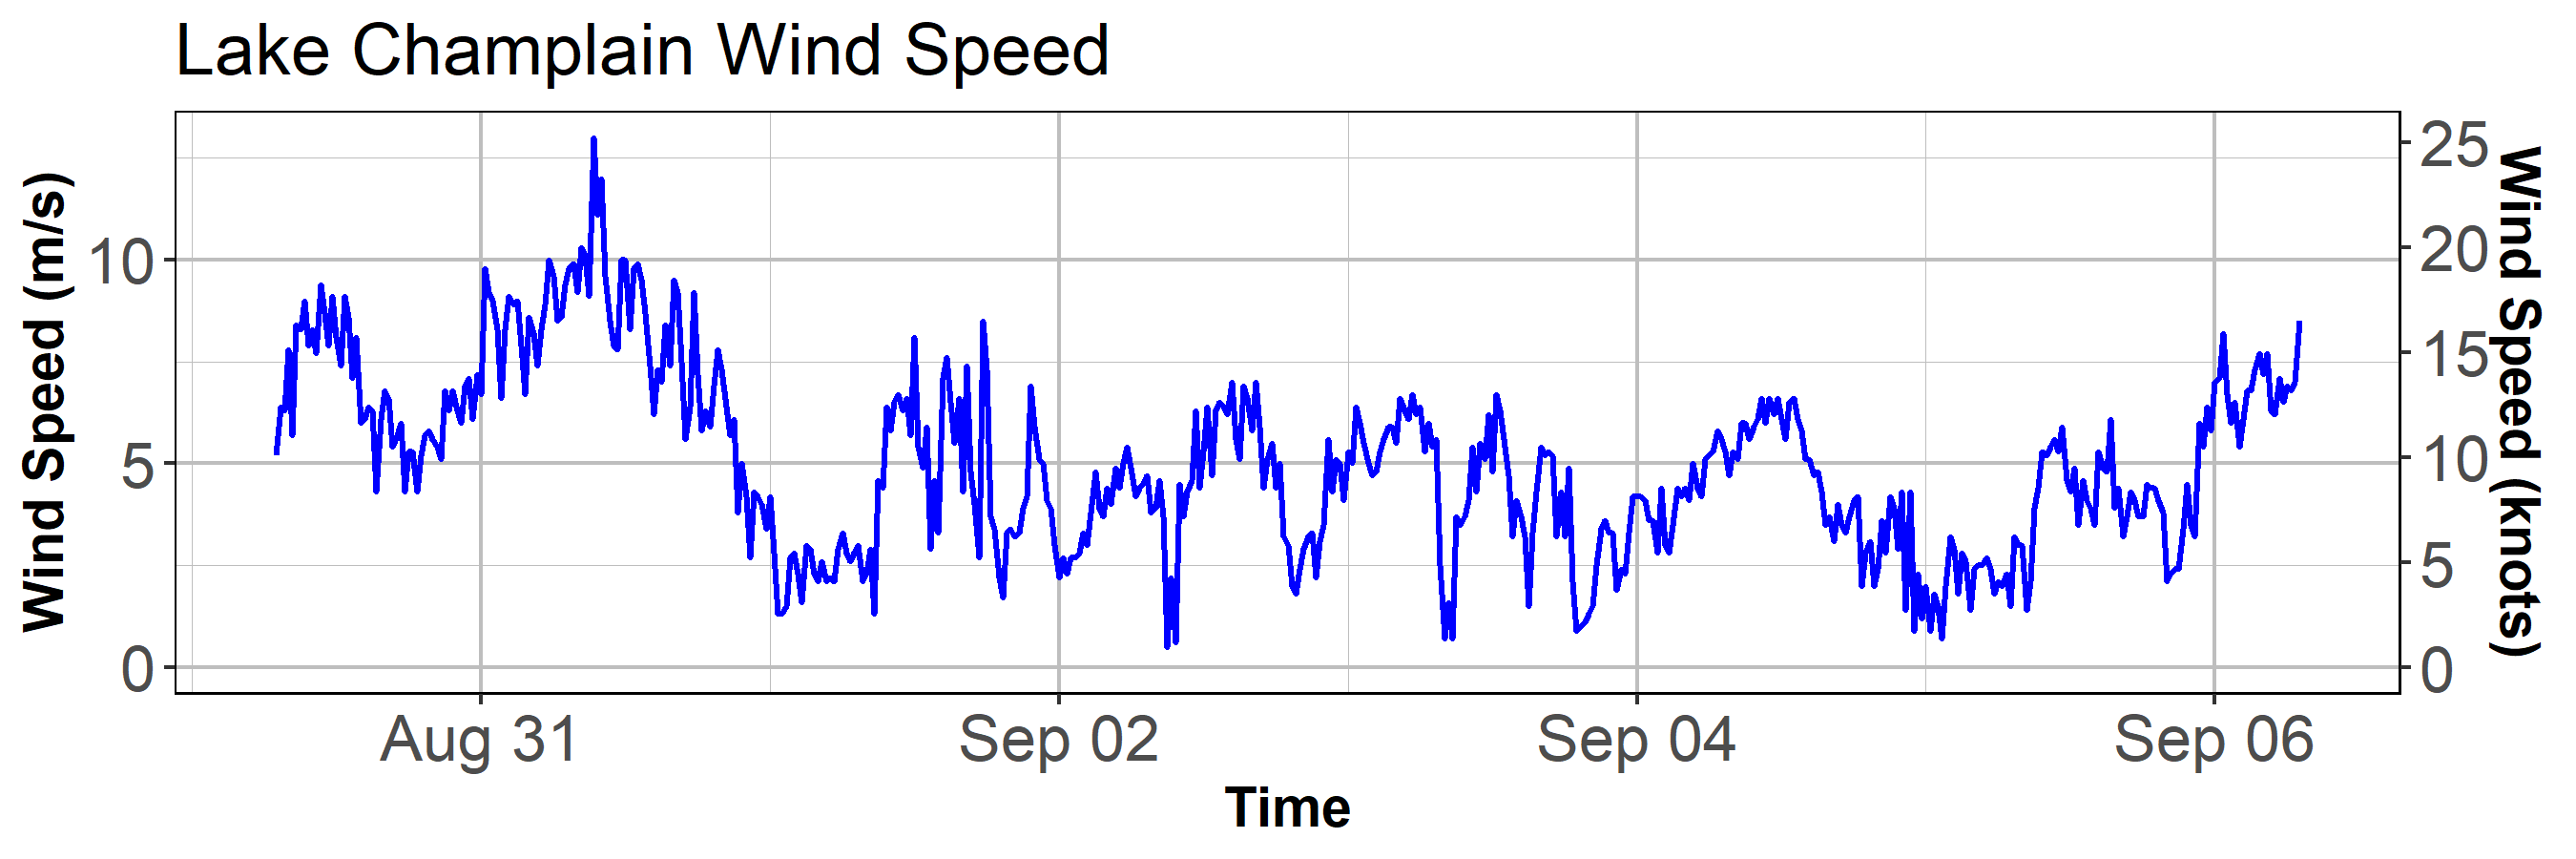 Lake Champlain Wind Speed
Wind Speed (m/s)
10
5
0
25
20
15
10
5
0
Wind Speed (knots)
Aug 31
Sep 02
Sep 04
Sep 06
Time